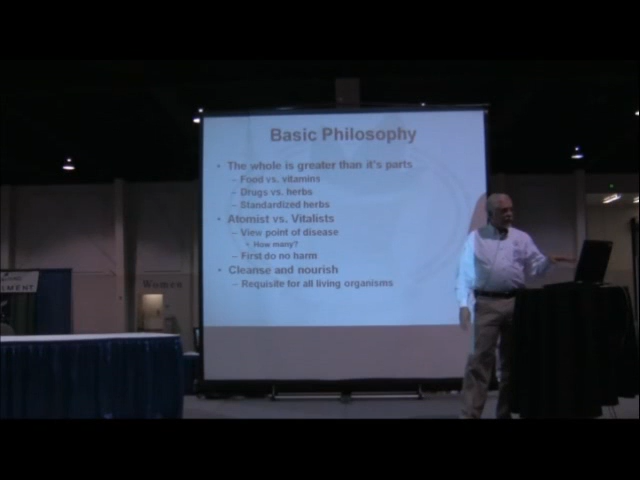 Basic Philosophy
• The whole is greater than it's parts
– Food vs. vitamins
– Drugs vs. herbs
– Standardized herbs
• Atomist vs. Vitalists
– View point of disease
• How many?
– First do no harm
• Cleanse and nourish
– Requisite for all living organisms
Women
IMENT